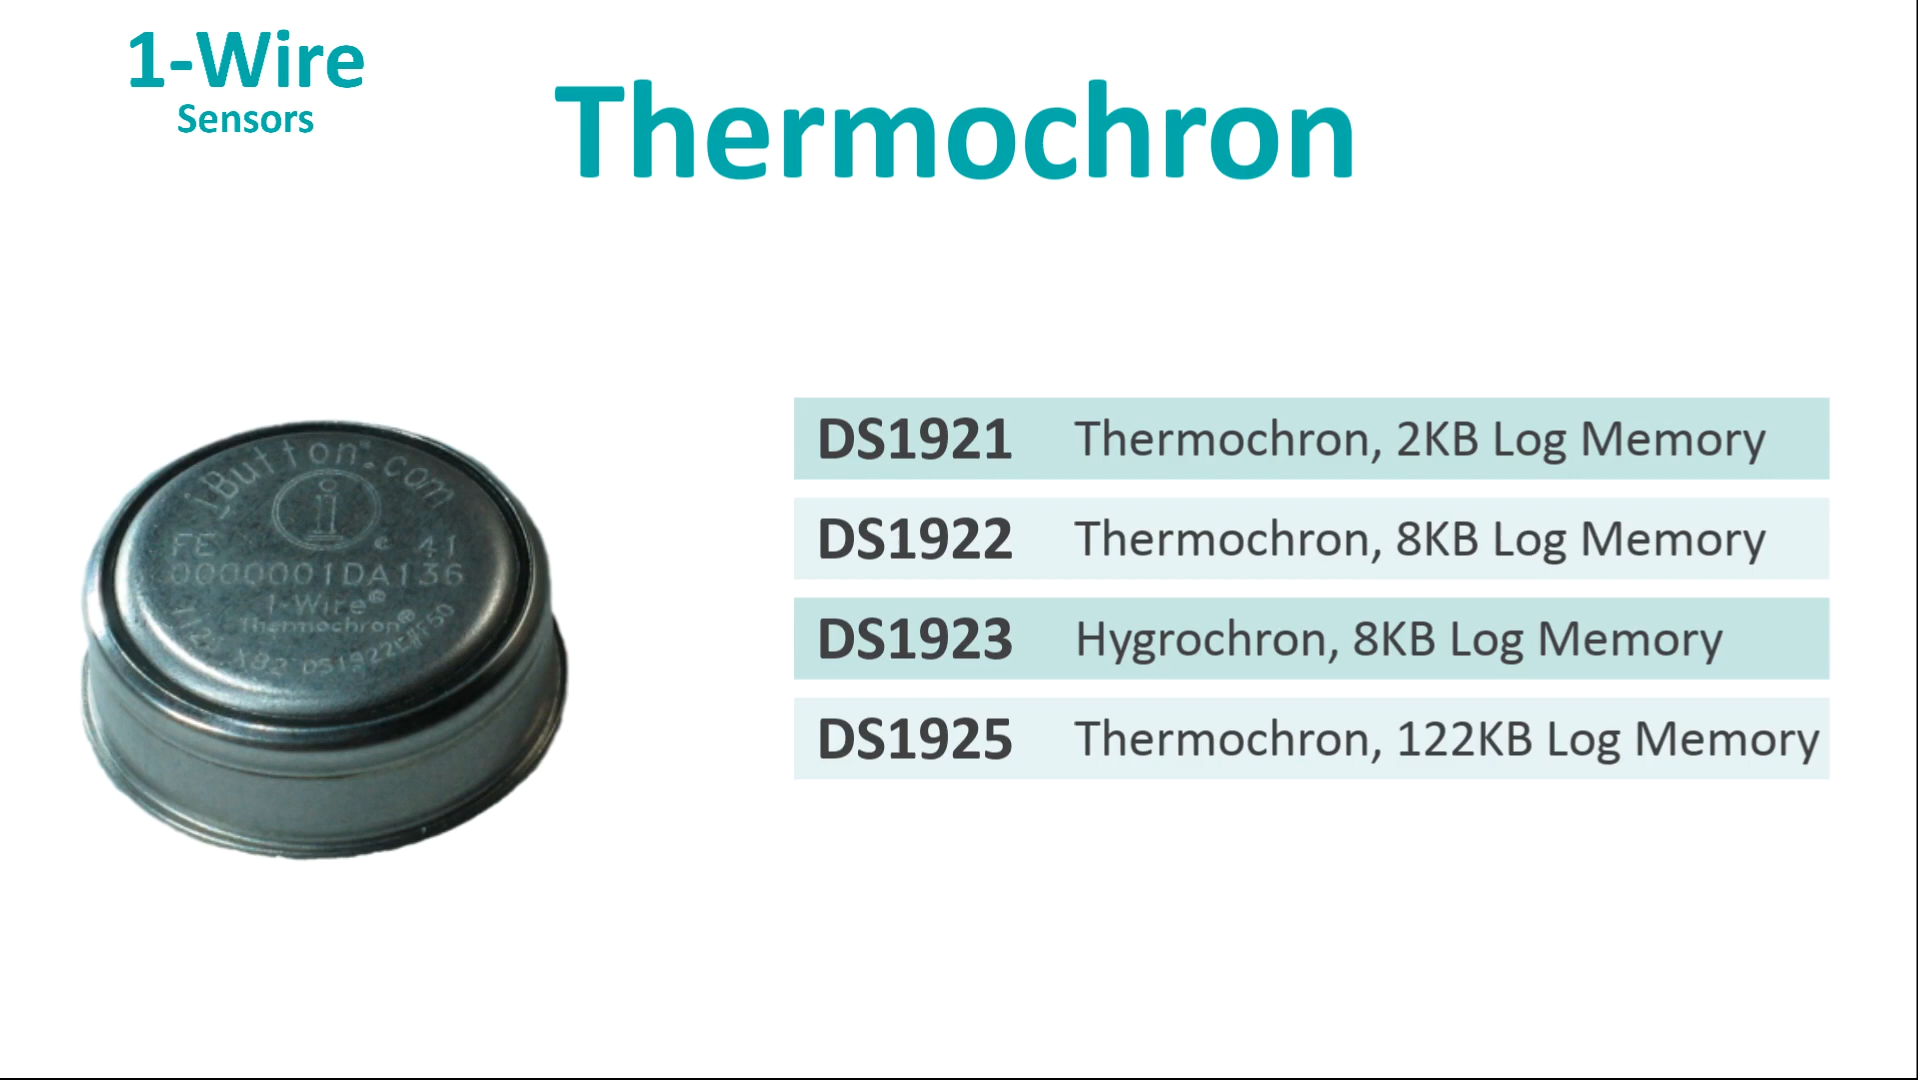 1-Wire
Sensors
Thermochron
iButton.com
FE 41
0000001DA136
1-Wire®
Thermochron®
DS1921 Thermochron, 2KB Log Memory
DS1922 Thermochron, 8KB Log Memory
DS1923 Hygrochron, 8KB Log Memory
DS1925 Thermochron, 122KB Log Memory